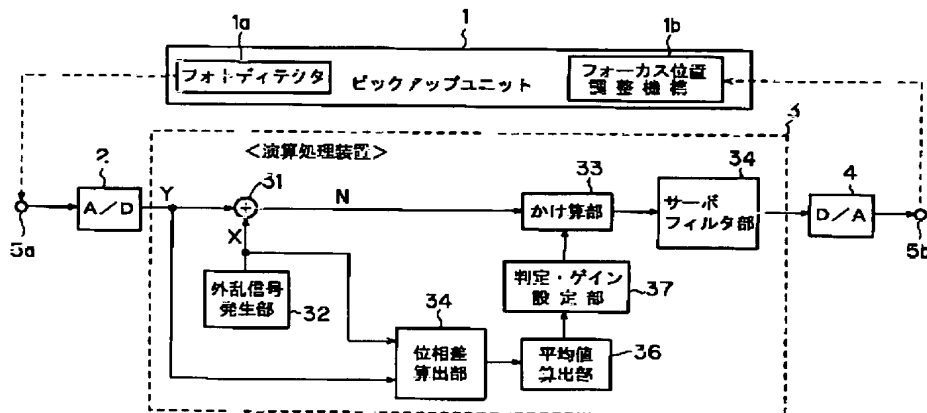 1
1a
1b
フォトディテクタ
ピックアップユニット
フォーカス位置
調整機構
3
<演算処理装置>
2
A/D
5a
Y
31
N
X
33
かけ算部
34
サーボ
フィルタ部
4
D/A
5b
外乱信号
発生部
32
34
位相差
算出部
判定・ゲイン
設定部
37
平均値
算出部
36